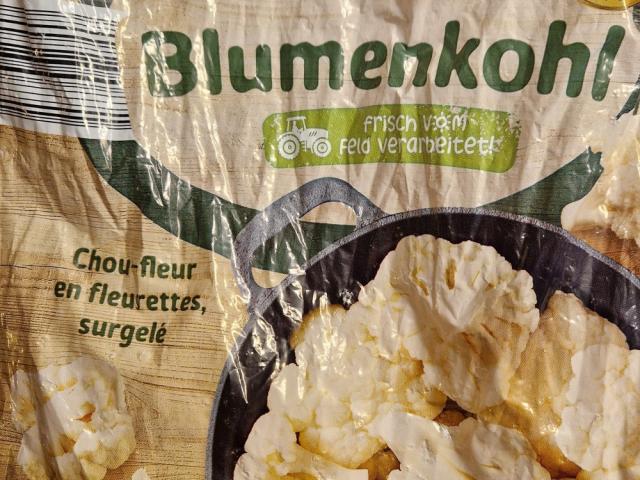 Blumenkohl
frisch vom
feld verarbeitet!
Chou-fleur
en fleurettes,
surgelé